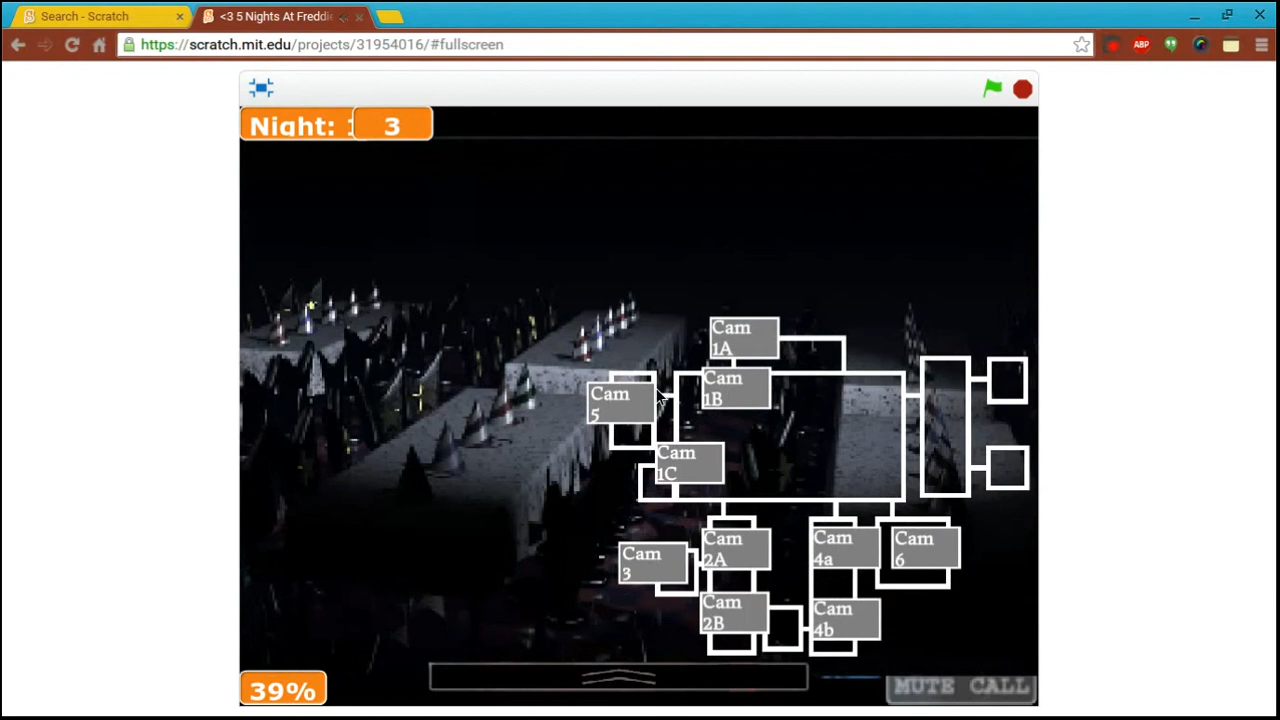 Search - Scratch
<3 5 Nights At Freddi
https://scratch.mit.edu/projects/31954016/#fullscreen
ABP
Night:
3
Cam
1A
Cam
1B
Cam
5
Cam
1C
Cam
2A
Cam
3
Cam
4a
Cam
6
Cam
2B
Cam
4b
39%
MUTE CALL